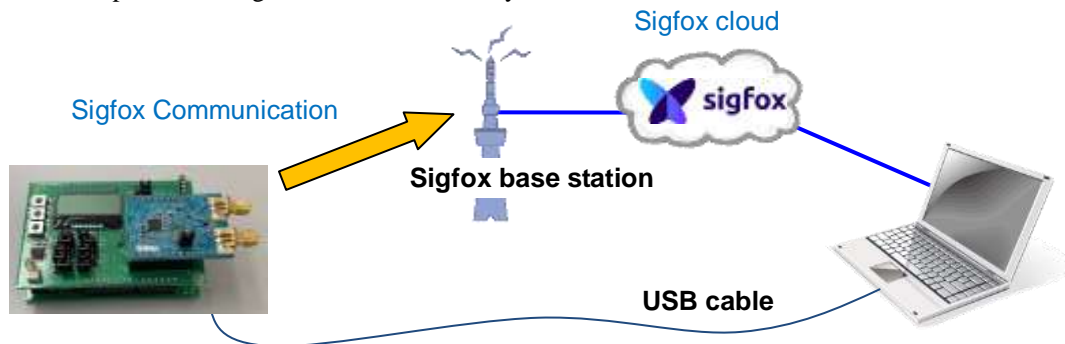 Sigfox cloud
sigfox
Sigfox Communication
Sigfox base station
USB cable